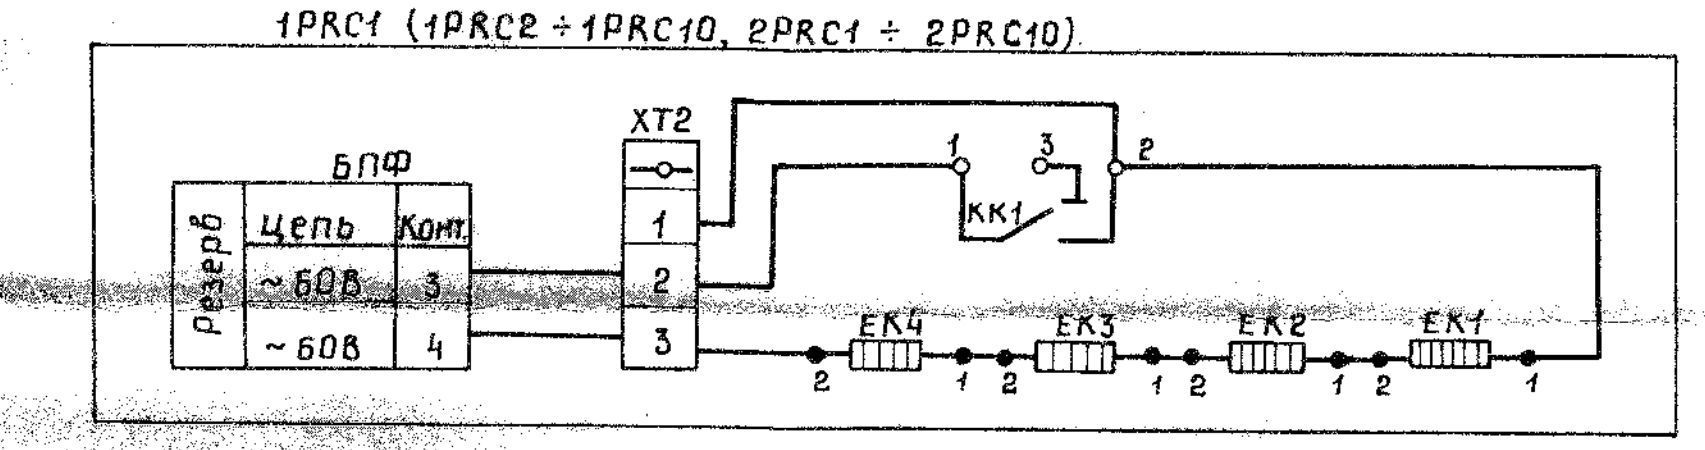 1PRC1 (1PRC2 ÷ 1PRC10, 2PRC1 ÷ 2PRC10)
БПФ
резерв
Цепь Конт.
~ 60В 3
~ 60В 4
ХТ2
1
2
3
1 3 2
КК1
ЕК4 ЕК3 ЕК2 ЕК1
2 1 2 1 2 1 2 1